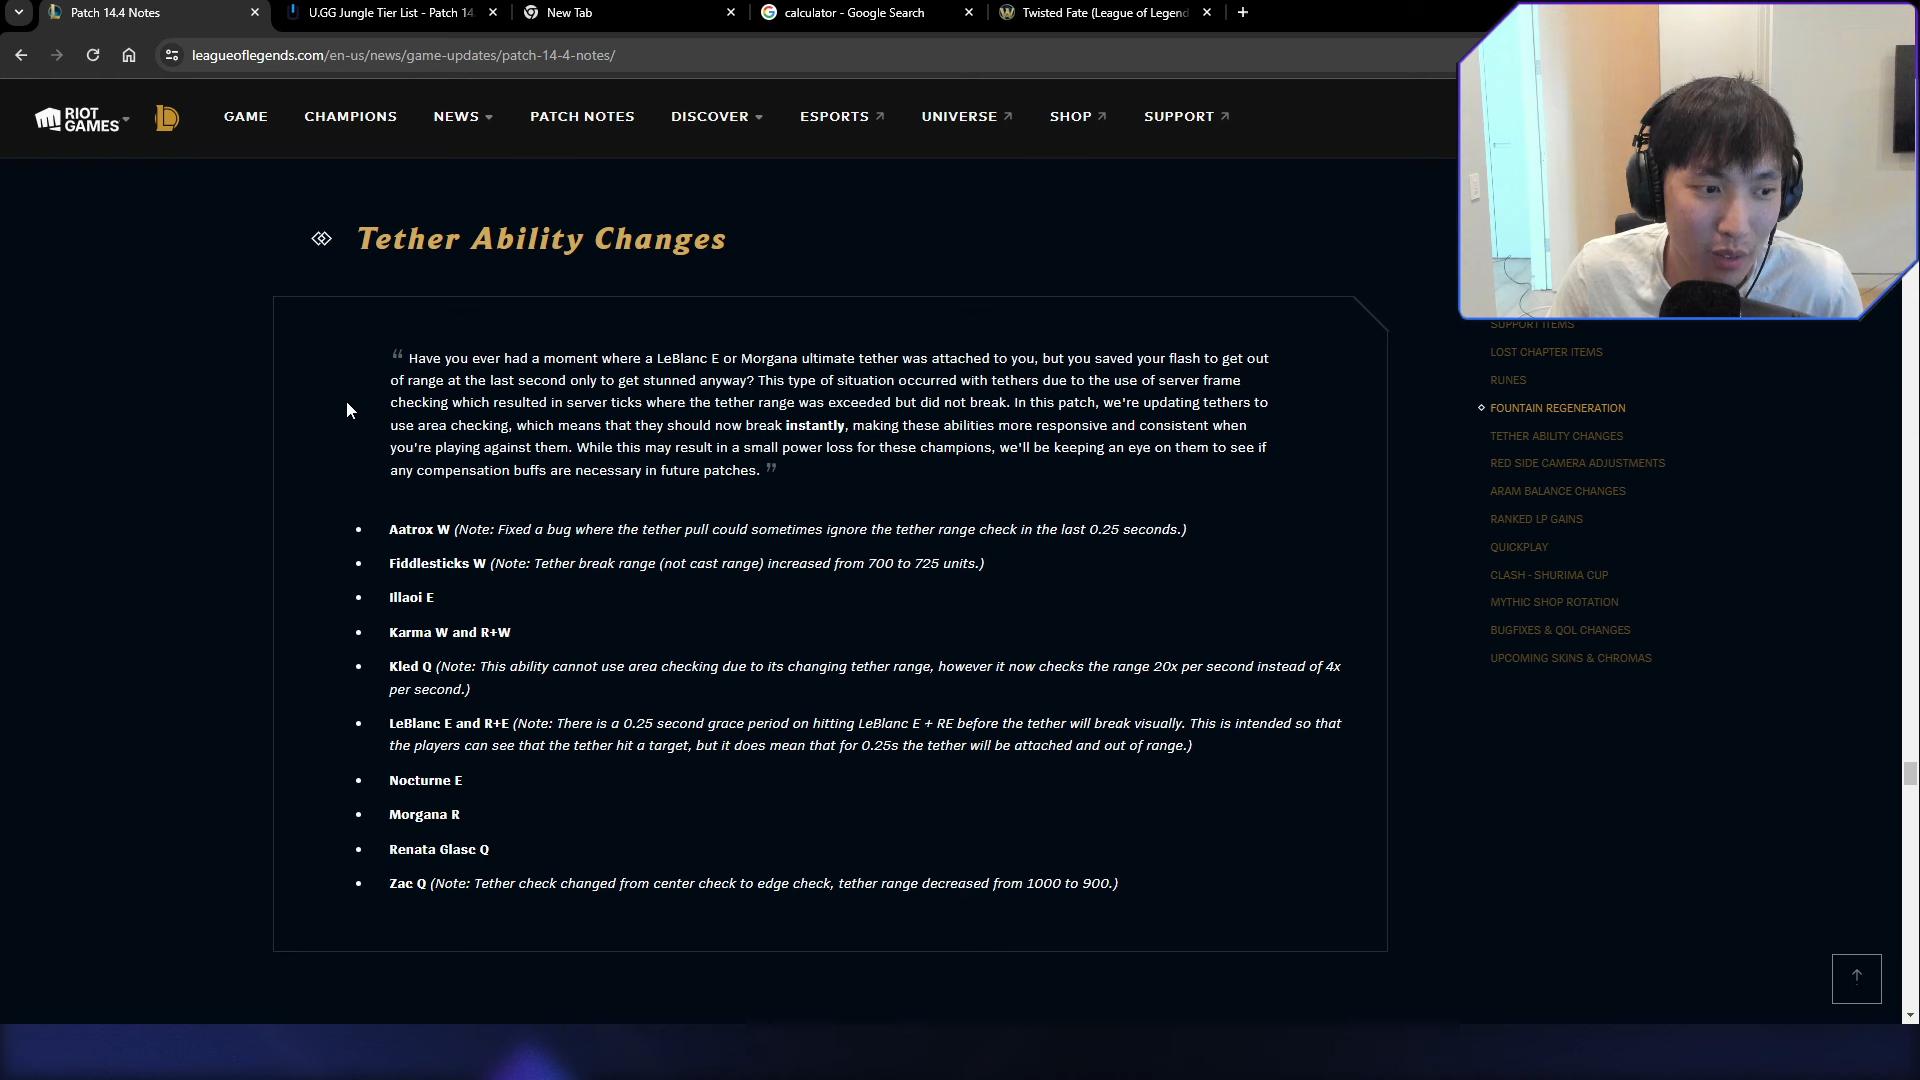 Patch 14.4 Notes
U.GG Jungle Tier List - Patch 14
New Tab
calculator - Google Search
Twisted Fate (League of Legend
leagueoflegends.com/en-us/news/game-updates/patch-14-4-notes/
RIOT GAMES
GAME
CHAMPIONS
NEWS
PATCH NOTES
DISCOVER
ESPORTS
UNIVERSE
SHOP
SUPPORT
Tether Ability Changes
“ Have you ever had a moment where a LeBlanc E or Morgana ultimate tether was attached to you, but you saved your flash to get out
of range at the last second only to get stunned anyway? This type of situation occurred with tethers due to the use of server frame
checking which resulted in server ticks where the tether range was exceeded but did not break. In this patch, we're updating tethers to
use area checking, which means that they should now break instantly, making these abilities more responsive and consistent when
you're playing against them. While this may result in a small power loss for these champions, we'll be keeping an eye on them to see if
any compensation buffs are necessary in future patches. ”
• Aatrox W (Note: Fixed a bug where the tether pull could sometimes ignore the tether range check in the last 0.25 seconds.)
• Fiddlesticks W (Note: Tether break range (not cast range) increased from 700 to 725 units.)
• Illaoi E
• Karma W and R+W
• Kled Q (Note: This ability cannot use area checking due to its changing tether range, however it now checks the range 20x per second instead of 4x
per second.)
• LeBlanc E and R+E (Note: There is a 0.25 second grace period on hitting LeBlanc E + RE before the tether will break visually. This is intended so that
the players can see that the tether hit a target, but it does mean that for 0.25s the tether will be attached and out of range.)
• Nocturne E
• Morgana R
• Renata Glasc Q
• Zac Q (Note: Tether check changed from center check to edge check, tether range decreased from 1000 to 900.)
SUPPORT ITEMS
LOST CHAPTER ITEMS
RUNES
FOUNTAIN REGENERATION
TETHER ABILITY CHANGES
RED SIDE CAMERA ADJUSTMENTS
ARAM BALANCE CHANGES
RANKED LP GAINS
QUICKPLAY
CLASH - SHURIMA CUP
MYTHIC SHOP ROTATION
BUGFIXES & QOL CHANGES
UPCOMING SKINS & CHROMAS